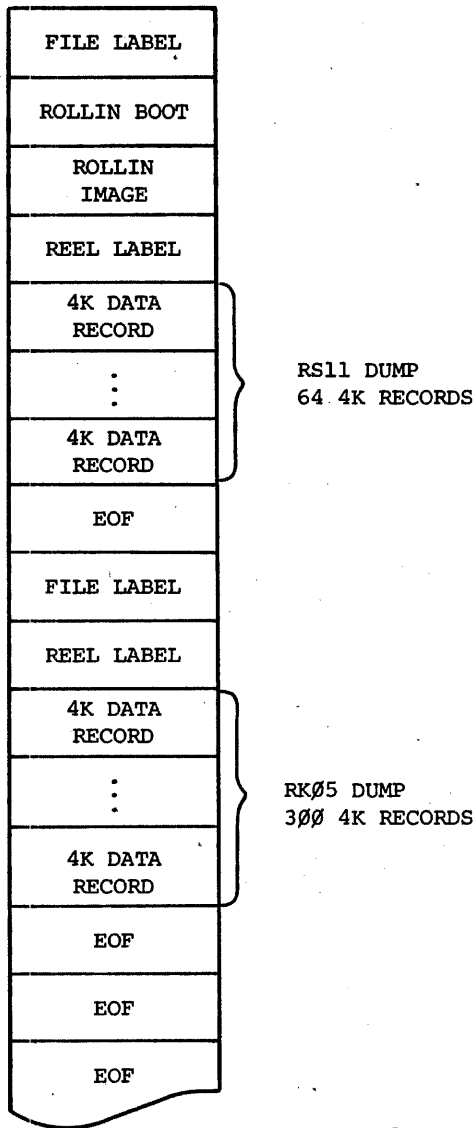 FILE LABEL
ROLLIN BOOT
ROLLIN
IMAGE
REEL LABEL
4K DATA
RECORD
4K DATA
RECORD
RS11 DUMP
64 4K RECORDS
EOF
FILE LABEL
REEL LABEL
4K DATA
RECORD
4K DATA
RECORD
RKØ5 DUMP
3ØØ 4K RECORDS
EOF
EOF
EOF